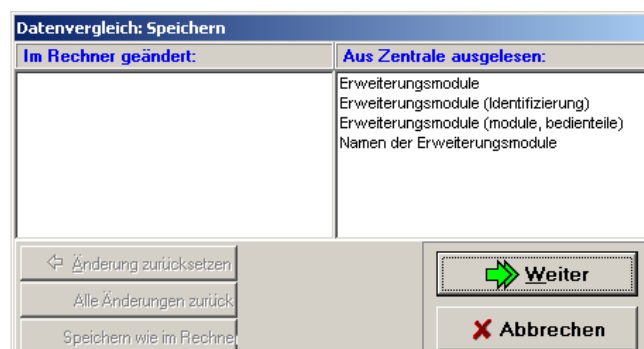 Datenvergleich: Speichern
Im Rechner geändert:
Aus Zentrale ausgelesen:
Erweiterungsmodule
Erweiterungsmodule (Identifizierung)
Erweiterungsmodule (module, bedienteile)
Namen der Erweiterungsmodule
Änderung zurücksetzen
Alle Änderungen zurück
Speichern wie im Rechne
Weiter
Abbrechen